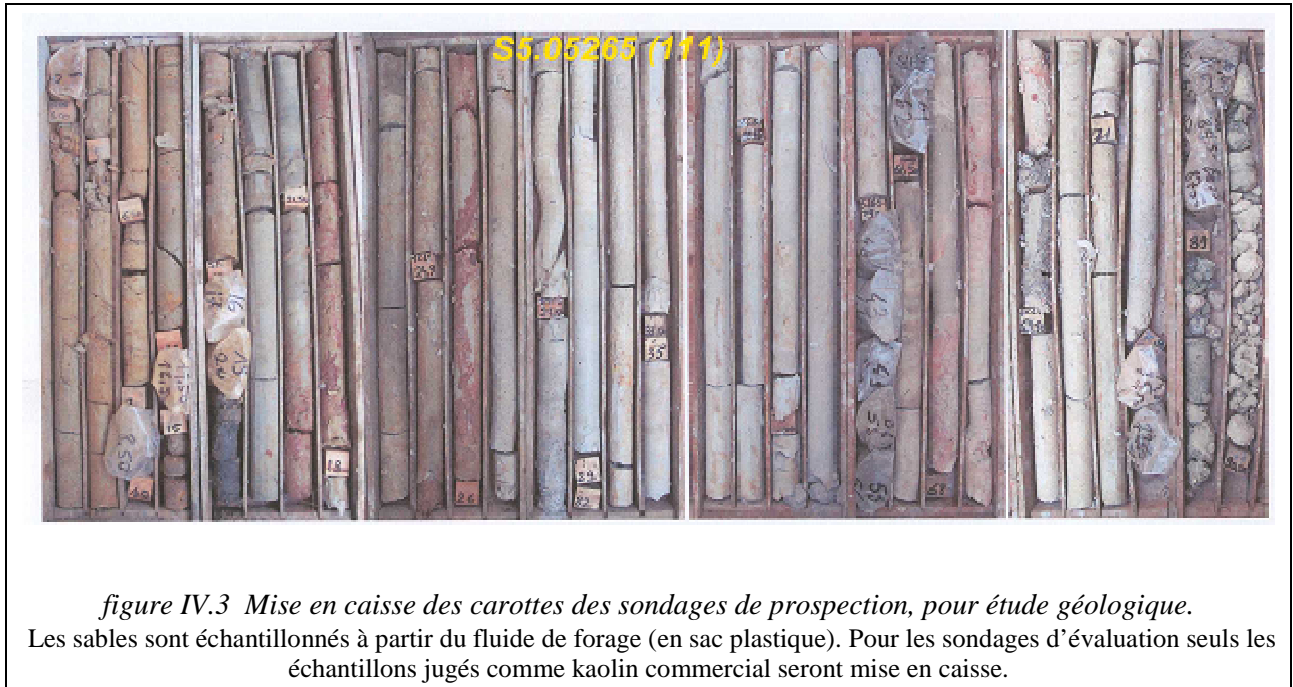 S5.05265 (111)
figure IV.3 Mise en caisse des carottes des sondages de prospection, pour étude géologique.
Les sables sont échantillonnés à partir du fluide de forage (en sac plastique). Pour les sondages d’évaluation seuls les
échantillons jugés comme kaolin commercial seront mise en caisse.